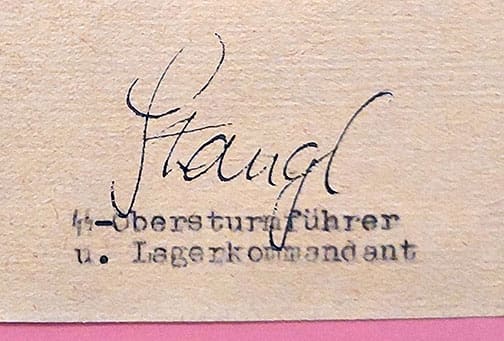 Stangl
ᛋᛋ-Obersturmführer
u. Lagerkommandant